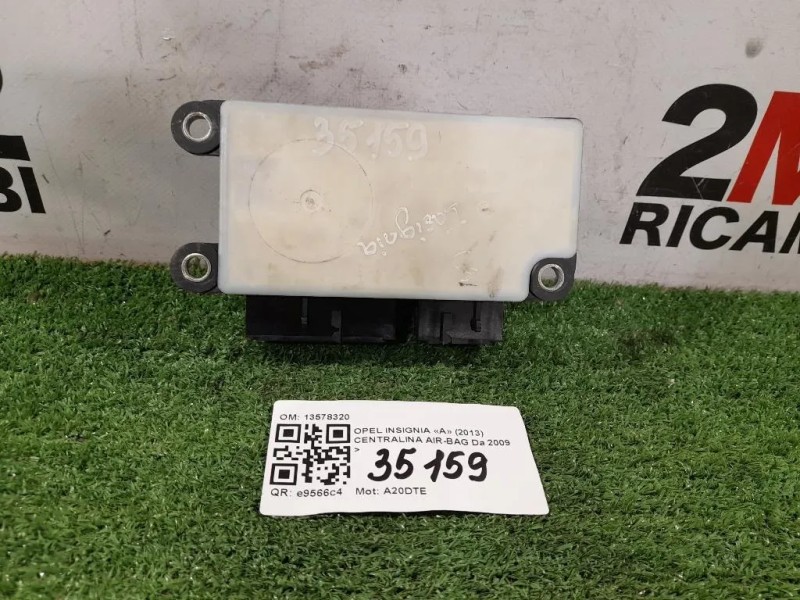 35159
Insignia
2M
RICAMBI
BI
OM: 13578320
OPEL INSIGNIA «A» (2013)
CENTRALINA AIR-BAG Da 2009
>
35159
QR: e9566c4 Mot: A20DTE